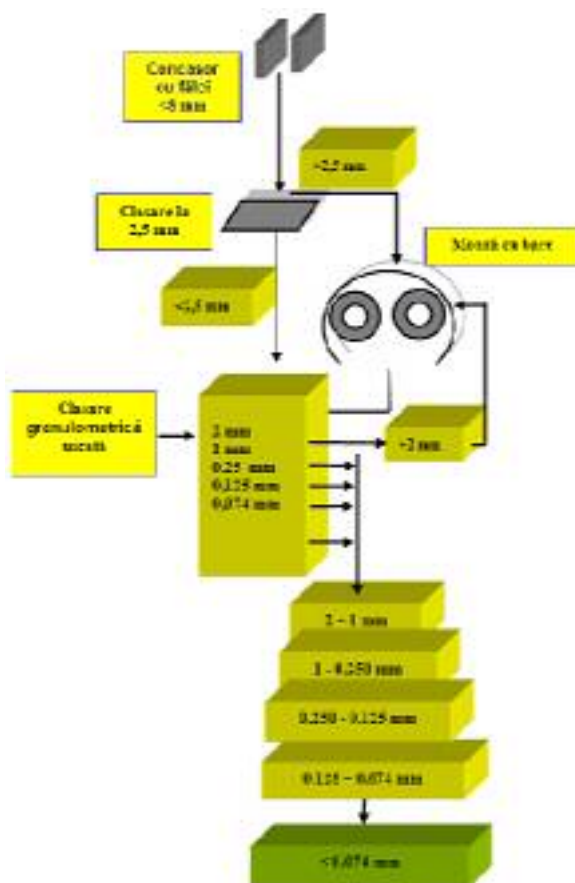 Concasor
cu fălci
<8 mm
+2,5 mm
Clasare la
2,5 mm
Moară cu bare
<2,5 mm
Clasare
granulometrică
uscată
2 mm
1 mm
0,25 mm
0,125 mm
0,074 mm
+2 mm
2 – 1 mm
1 - 0,250 mm
0,250 - 0,125 mm
0,125 – 0,074 mm
<0,074 mm